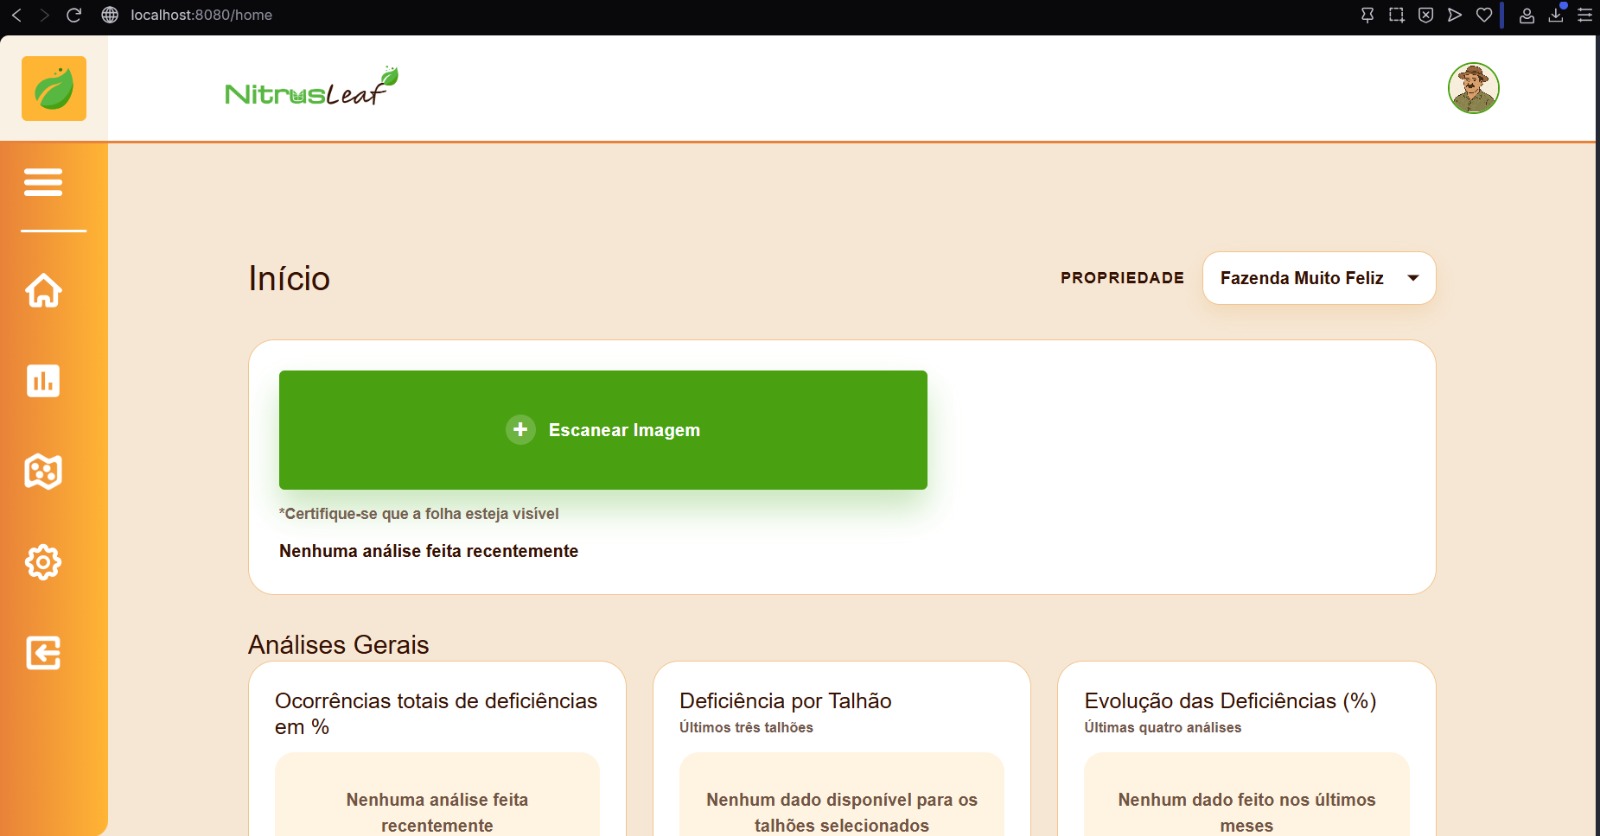 localhost:8080/home
NitrusLeaf
Início
PROPRIEDADE
Fazenda Muito Feliz
Escanear Imagem
*Certifique-se que a folha esteja visível
Nenhuma análise feita recentemente
Análises Gerais
Ocorrências totais de deficiências
em %
Nenhuma análise feita
recentemente
Deficiência por Talhão
Últimos três talhões
Nenhum dado disponível para os
talhões selecionados
Evolução das Deficiências (%)
Últimas quatro análises
Nenhum dado feito nos últimos
meses